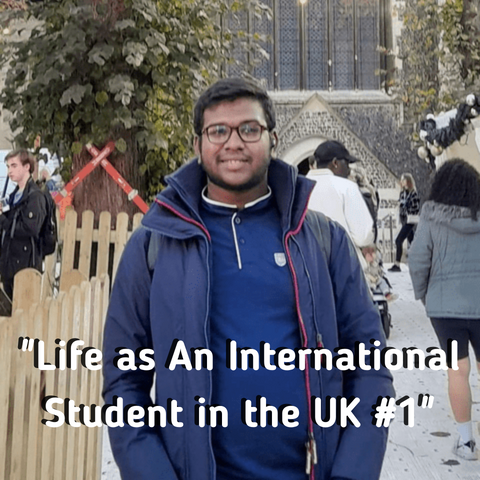 "Life as An International
Student in the UK #1"